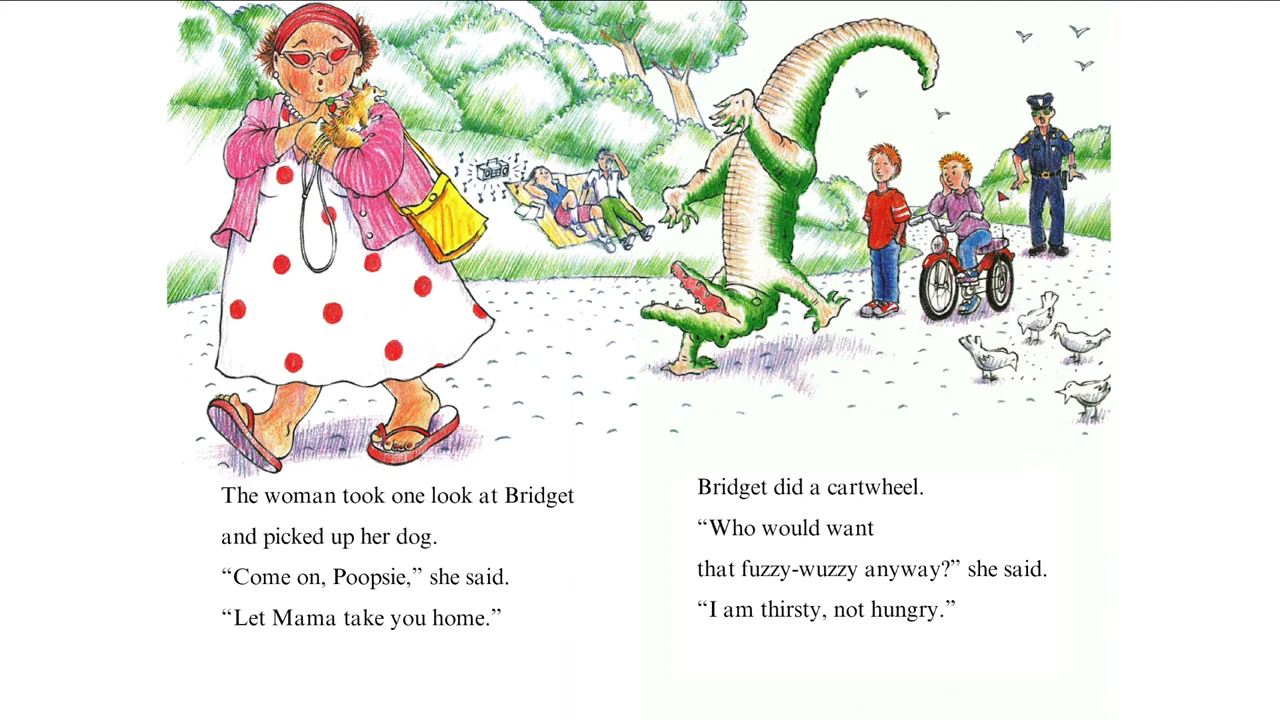 The woman took one look at Bridget
and picked up her dog.
“Come on, Poopsie,” she said.
“Let Mama take you home.”
Bridget did a cartwheel.
“Who would want
that fuzzy-wuzzy anyway?” she said.
“I am thirsty, not hungry.”